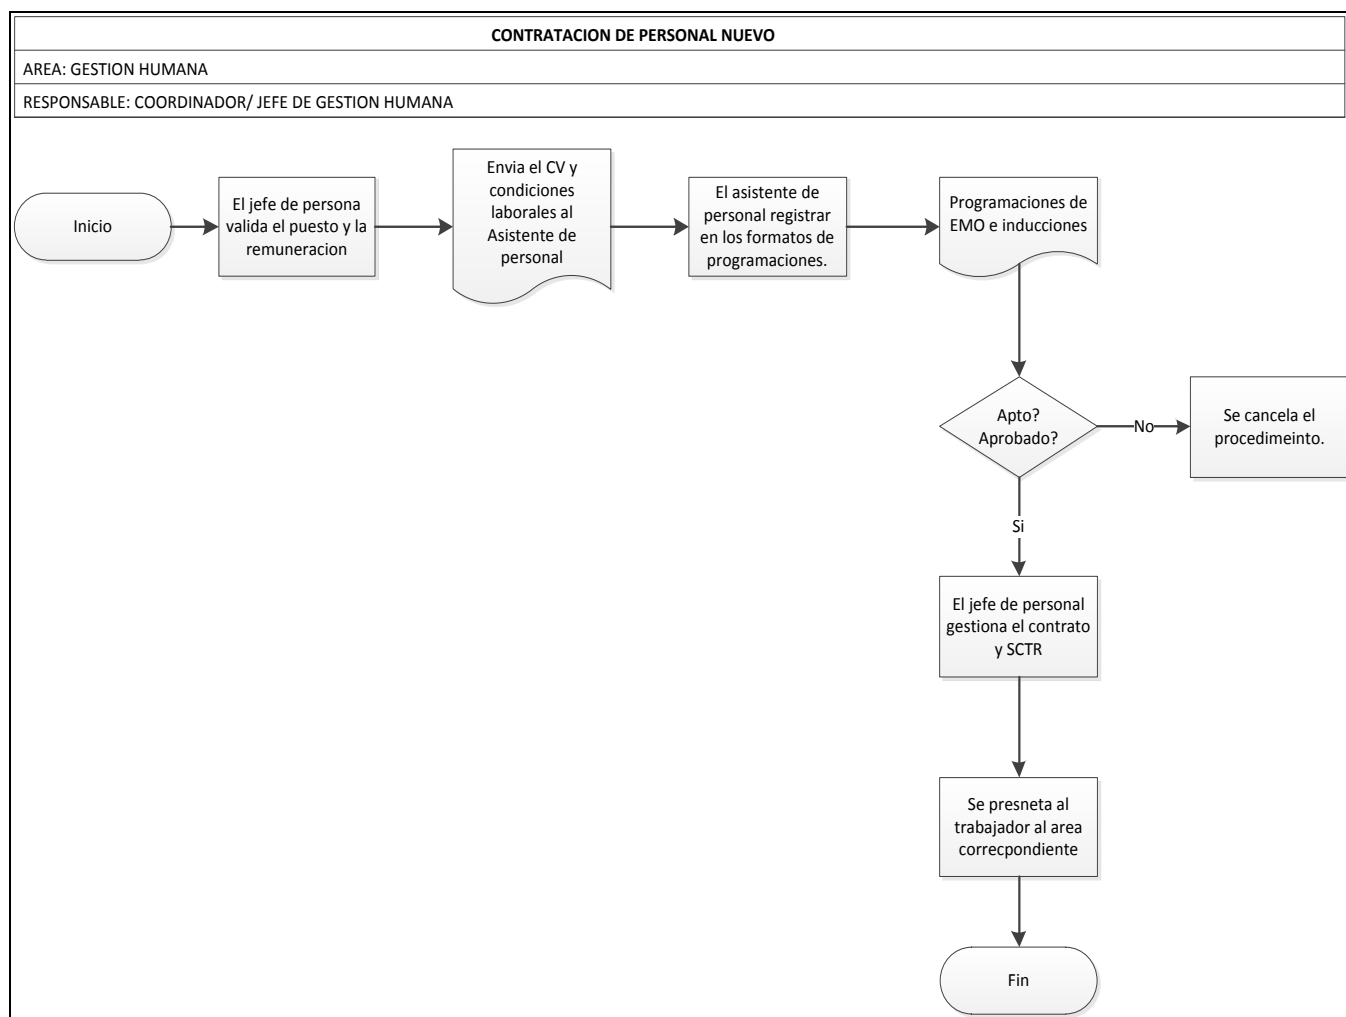 CONTRATACION DE PERSONAL NUEVO
AREA: GESTION HUMANA
RESPONSABLE: COORDINADOR/ JEFE DE GESTION HUMANA
Inicio
El jefe de persona
valida el puesto y la
remuneracion
Envia el CV y
condiciones
laborales al
Asistente de
personal
El asistente de
personal registrar
en los formatos de
programaciones.
Programaciones de
EMO e inducciones
Apto?
Aprobado?
No
Se cancela el
procedimeinto.
Si
El jefe de personal
gestiona el contrato
y SCTR
Se presneta al
trabajador al area
correcpondiente
Fin